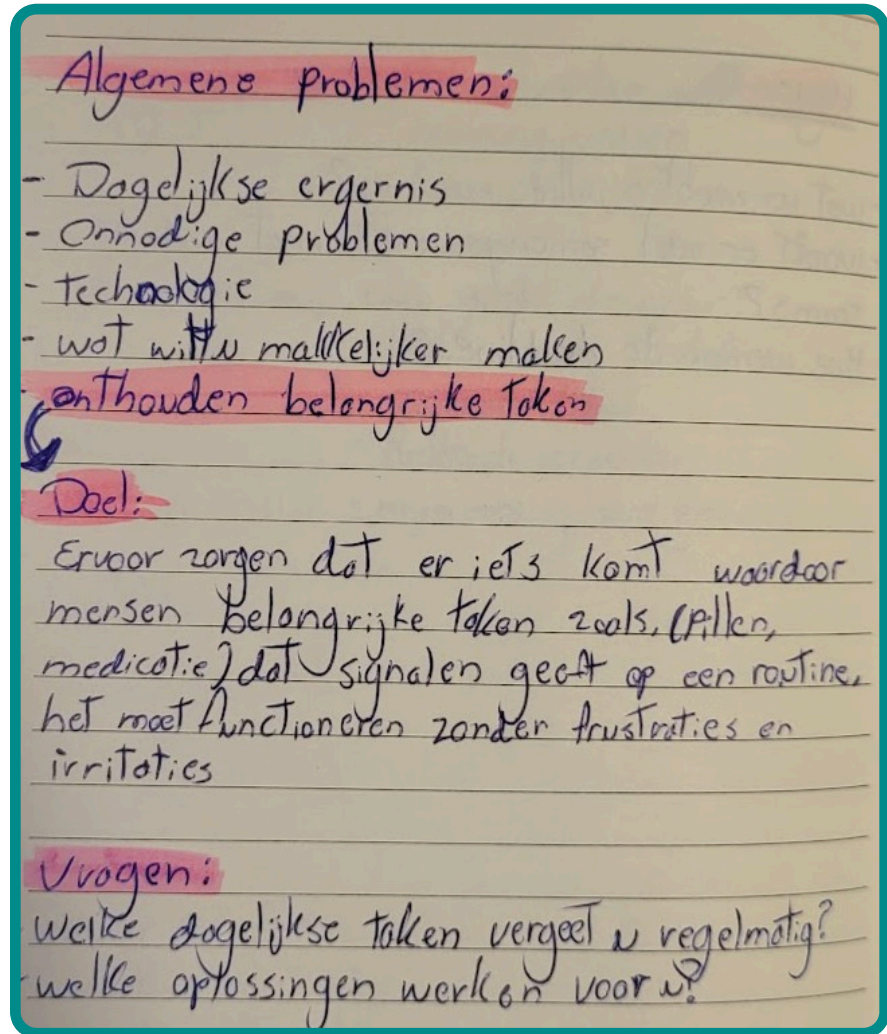 Algemene problemen:
- Dagelijkse ergernis
- Onnodige problemen
- technologie
- wat wilt u makkelijker maken
- onthouden belangrijke taken
Doel:
Ervoor zorgen dat er iets komt waardoor
mensen belangrijke taken zoals, (pillen,
medicatie) dat signalen geeft op een routine,
het moet functioneren zonder frustraties en
irritaties
Vragen:
- Welke dagelijkse taken vergeet u regelmatig?
- welke oplossingen werken voor u?